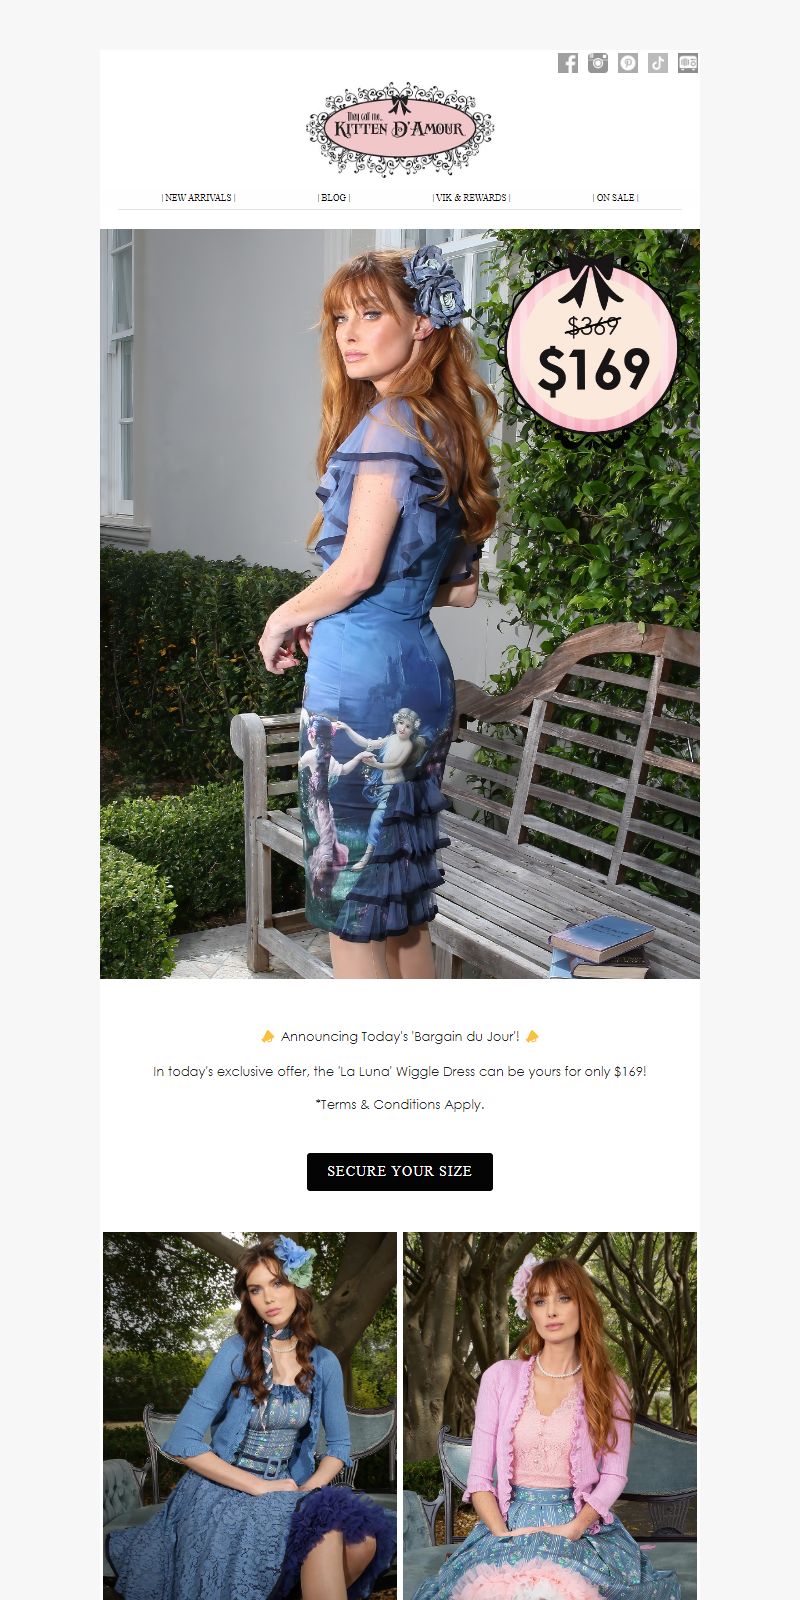 They call me...
KITTEN D'AMOUR
| NEW ARRIVALS |
| BLOG |
| VIK & REWARDS |
| ON SALE |
$369
$169
Announcing Today's 'Bargain du Jour'!
In today's exclusive offer, the 'La Luna' Wiggle Dress can be yours for only $169!
*Terms & Conditions Apply.
SECURE YOUR SIZE